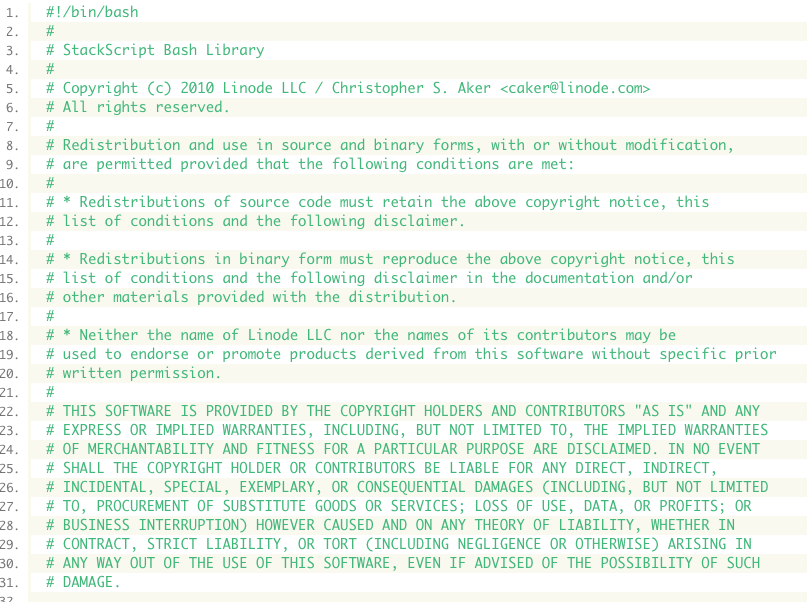 1. #!/bin/bash
2. #
3. # StackScript Bash Library
4. #
5. # Copyright (c) 2010 Linode LLC / Christopher S. Aker <caker@linode.com>
6. # All rights reserved.
7. #
8. # Redistribution and use in source and binary forms, with or without modification,
9. # are permitted provided that the following conditions are met:
10. #
11. # * Redistributions of source code must retain the above copyright notice, this
12. # list of conditions and the following disclaimer.
13. #
14. # * Redistributions in binary form must reproduce the above copyright notice, this
15. # list of conditions and the following disclaimer in the documentation and/or
16. # other materials provided with the distribution.
17. #
18. # * Neither the name of Linode LLC nor the names of its contributors may be
19. # used to endorse or promote products derived from this software without specific prior
20. # written permission.
21. #
22. # THIS SOFTWARE IS PROVIDED BY THE COPYRIGHT HOLDERS AND CONTRIBUTORS "AS IS" AND ANY
23. # EXPRESS OR IMPLIED WARRANTIES, INCLUDING, BUT NOT LIMITED TO, THE IMPLIED WARRANTIES
24. # OF MERCHANTABILITY AND FITNESS FOR A PARTICULAR PURPOSE ARE DISCLAIMED. IN NO EVENT
25. # SHALL THE COPYRIGHT HOLDER OR CONTRIBUTORS BE LIABLE FOR ANY DIRECT, INDIRECT,
26. # INCIDENTAL, SPECIAL, EXEMPLARY, OR CONSEQUENTIAL DAMAGES (INCLUDING, BUT NOT LIMITED
27. # TO, PROCUREMENT OF SUBSTITUTE GOODS OR SERVICES; LOSS OF USE, DATA, OR PROFITS; OR
28. # BUSINESS INTERRUPTION) HOWEVER CAUSED AND ON ANY THEORY OF LIABILITY, WHETHER IN
29. # CONTRACT, STRICT LIABILITY, OR TORT (INCLUDING NEGLIGENCE OR OTHERWISE) ARISING IN
30. # ANY WAY OUT OF THE USE OF THIS SOFTWARE, EVEN IF ADVISED OF THE POSSIBILITY OF SUCH
31. # DAMAGE.
32.